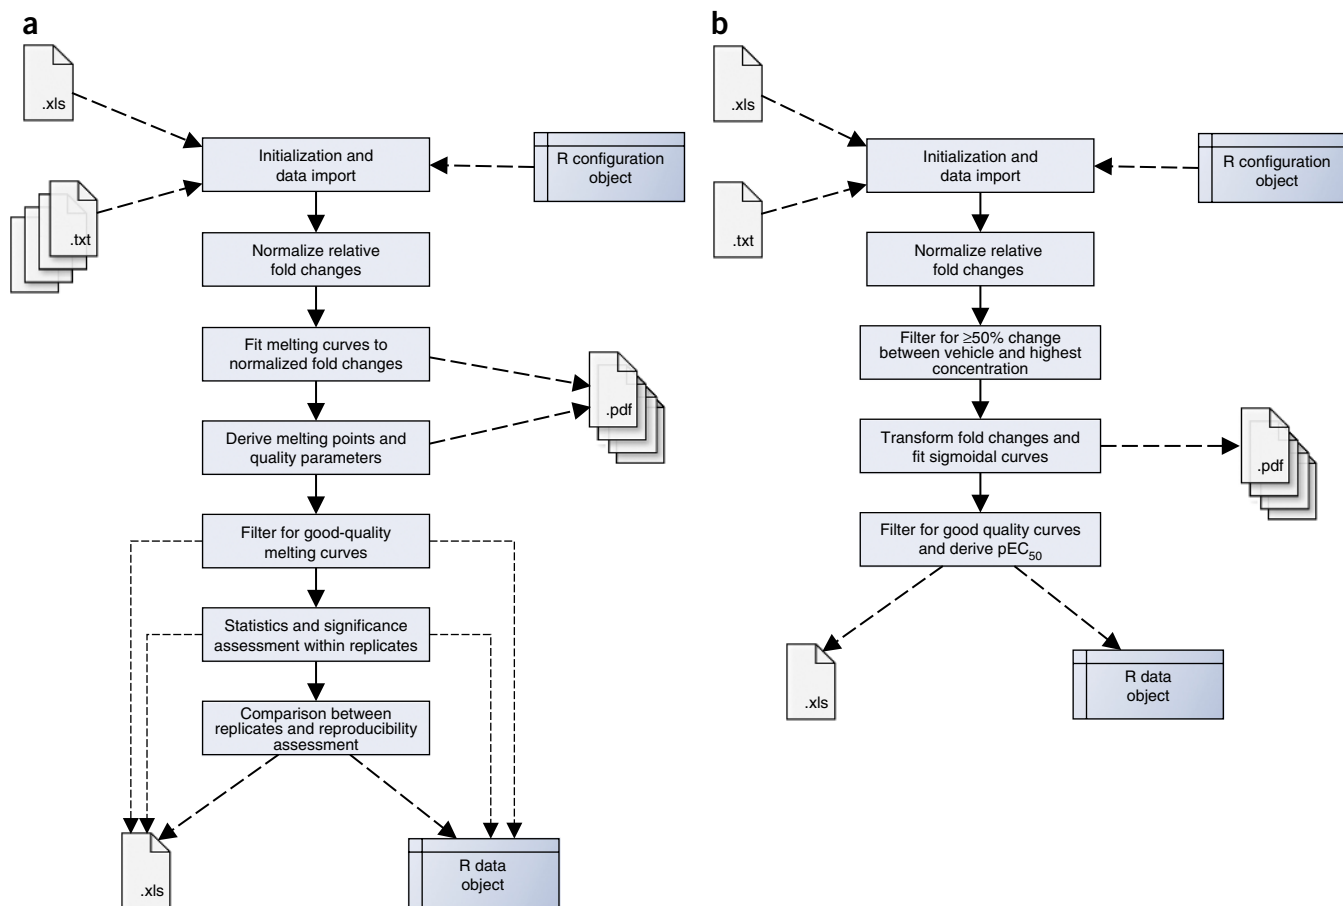 a
.xls
Initialization and
data import
R configuration
object
.txt
Normalize relative
fold changes
Fit melting curves to
normalized fold changes
.pdf
Derive melting points and
quality parameters
Filter for good-quality
melting curves
Statistics and significance
assessment within replicates
Comparison between
replicates and reproducibility
assessment
.xls
R data
object
b
.xls
Initialization and
data import
R configuration
object
.txt
Normalize relative
fold changes
Filter for ≥50% change
between vehicle and highest
concentration
Transform fold changes and
fit sigmoidal curves
.pdf
Filter for good quality curves
and derive pEC50
.xls
R data
object